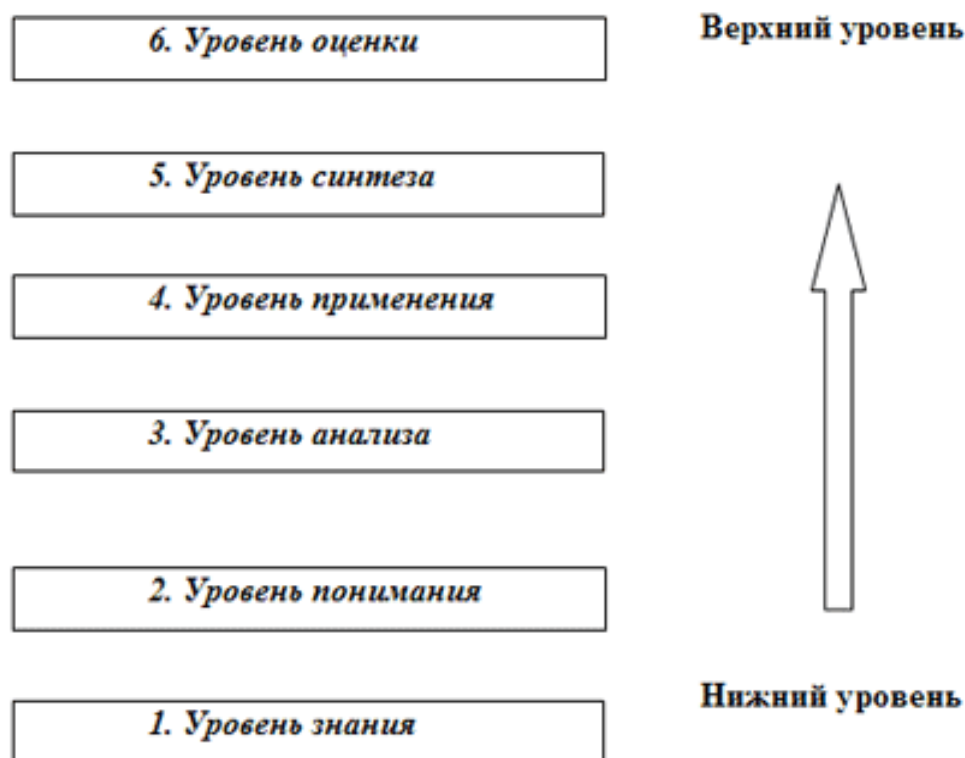 6. Уровень оценки
Верхний уровень
5. Уровень синтеза
4. Уровень применения
3. Уровень анализа
2. Уровень понимания
Нижний уровень
1. Уровень знания